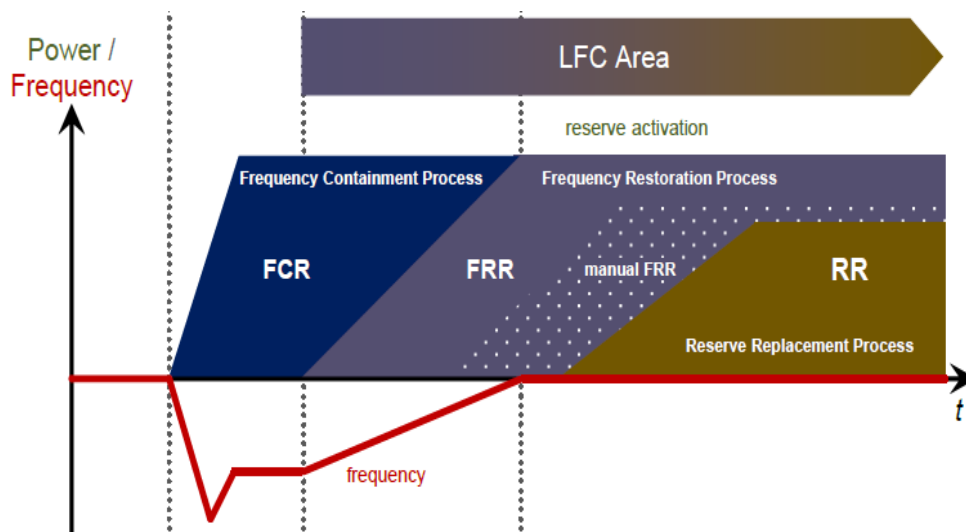 Power /
Frequency
LFC Area
reserve activation
Frequency Containment Process
Frequency Restoration Process
FCR
FRR
manual FRR
RR
Reserve Replacement Process
t
frequency